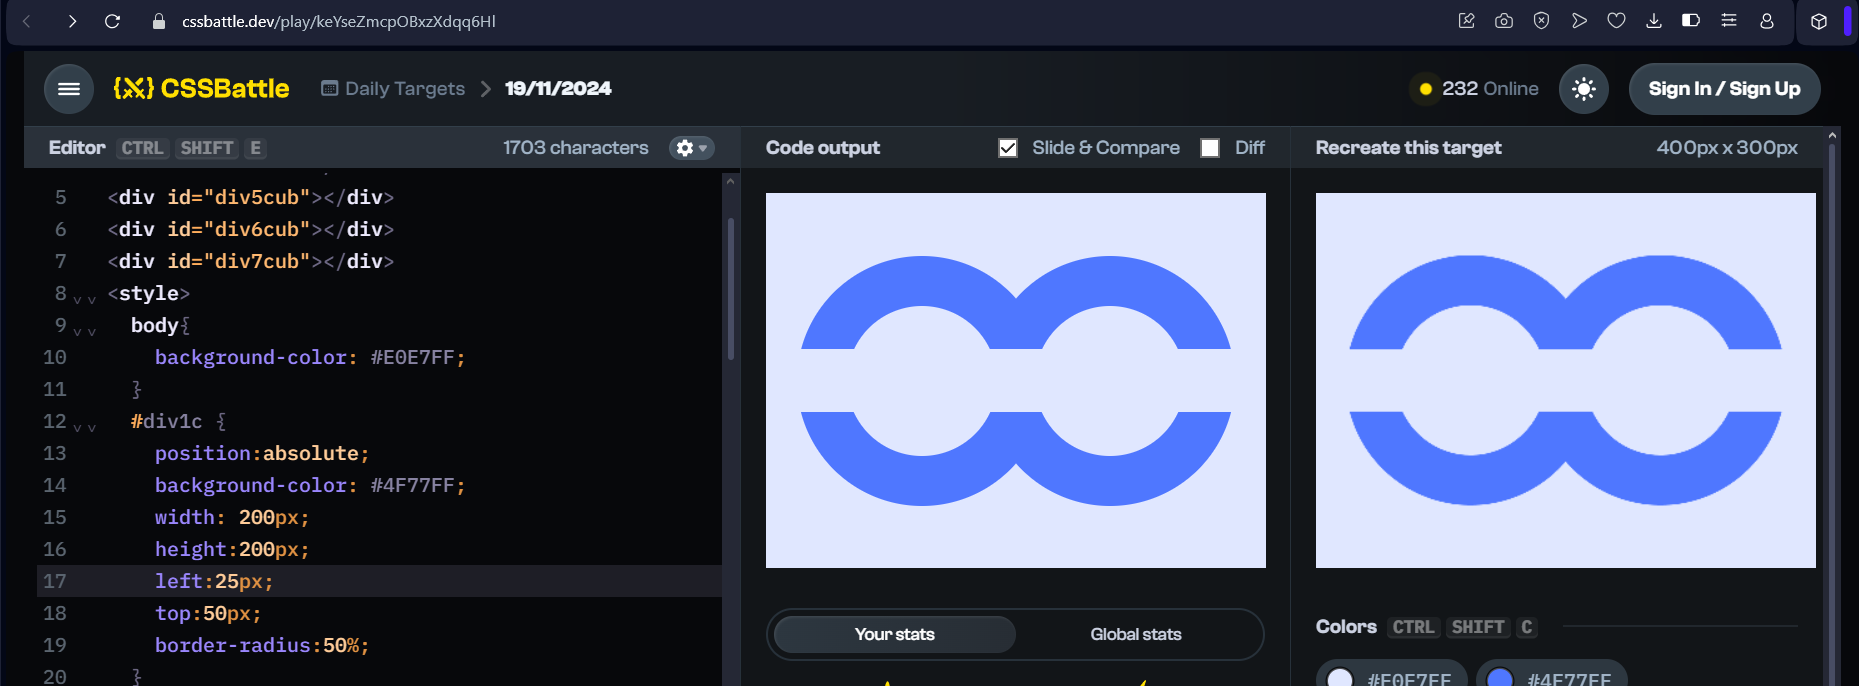 cssbattle.dev/play/keYseZmcpOBxzXdqq6Hl
{X} CSSBattle
Daily Targets > 19/11/2024
232 Online
Sign In / Sign Up
Editor CTRL SHIFT E
1703 characters
5 <div id="div5cub"></div>
6 <div id="div6cub"></div>
7 <div id="div7cub"></div>
8 <style>
9 body{
10 background-color: #E0E7FF;
11 }
12 #div1c {
13 position:absolute;
14 background-color: #4F77FF;
15 width: 200px;
16 height:200px;
17 left:25px;
18 top:50px;
19 border-radius:50%;
20 }
Code output
Slide & Compare
Diff
Your stats
Global stats
Recreate this target
400px x 300px
Colors CTRL SHIFT C
#E0E7FF
#4F77FF